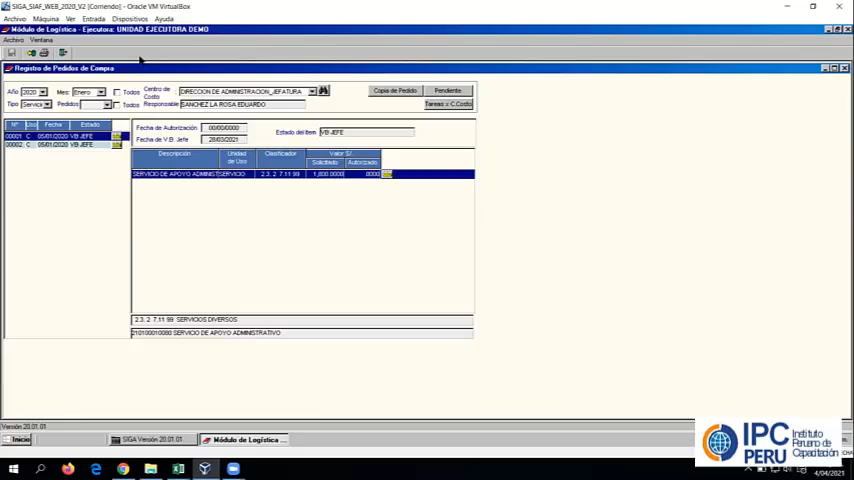 SIGA_SIAF_WEB_2020_V2 [Corriendo] - Oracle VM VirtualBox
Archivo Máquina Ver Entrada Dispositivos Ayuda
Módulo de Logística - Ejecutora: UNIDAD EJECUTORA DEMO
Archivo Ventana
Registro de Pedidos de Compra
Año 2020 Mes: Enero Todos Centro de Costo : DIRECCION DE ADMINISTRACION_JEFATURA Copia de Pedido Pendiente
Tipo Servicio Pedidos Todos Responsable SANCHEZ LA ROSA EDUARDO Tareas x C.Costo
Nº Uso Fecha Estado
00001 C 05/01/2020 VB JEFE
00002 C 05/01/2020 VB JEFE
Fecha de Autorización 00/00/0000 Estado del Item VB JEFE
Fecha de V.B. Jefe 28/03/2021
Descripción Unidad de Uso Clasificador Valor S/.
Solicitado Autorizado
SERVICIO DE APOYO ADMINIST SERVICIO 2.3. 2 7.11 99 1,800.0000 .0000
2.3. 2 7.11 99 SERVICIOS DIVERSOS
210100010080 SERVICIO DE APOYO ADMINISTRATIVO
Versión 20.01.01
Inicio SIGA Versión 20.01.01 Módulo de Logística ...
IPC PERU
Instituto
Peruano de
Capacitación
4/04/2021